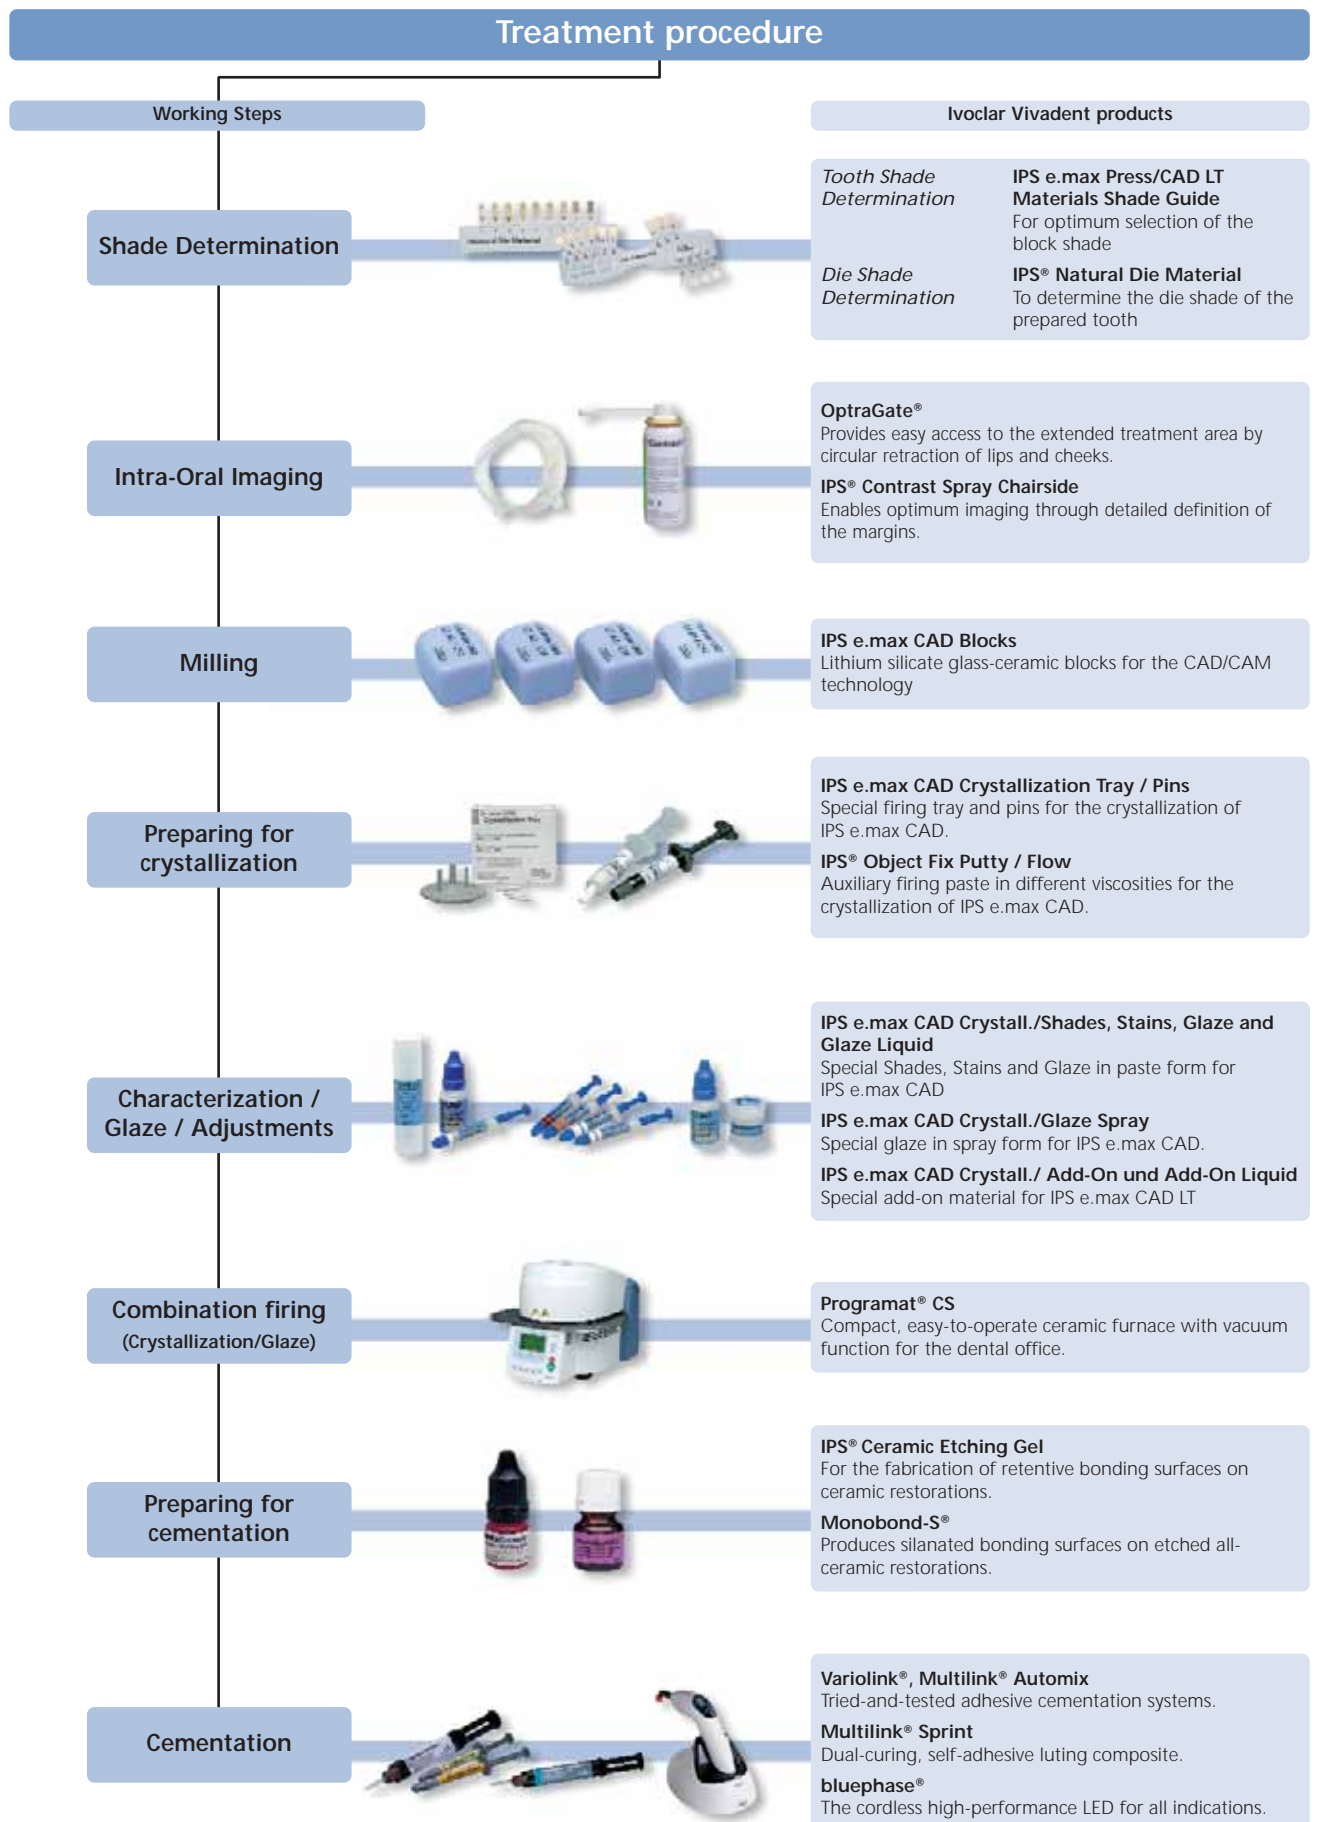 Treatment procedure
Working Steps
Ivoclar Vivadent products
Shade Determination
Tooth Shade
Determination
IPS e.max Press/CAD LT
Materials Shade Guide
For optimum selection of the
block shade
Die Shade
Determination
IPS® Natural Die Material
To determine the die shade of the
prepared tooth
Intra-Oral Imaging
OptraGate®
Provides easy access to the extended treatment area by
circular retraction of lips and cheeks.
IPS® Contrast Spray Chairside
Enables optimum imaging through detailed definition of
the margins.
Milling
IPS e.max CAD Blocks
Lithium silicate glass-ceramic blocks for the CAD/CAM
technology
Preparing for
crystallization
IPS e.max CAD Crystallization Tray / Pins
Special firing tray and pins for the crystallization of
IPS e.max CAD.
IPS® Object Fix Putty / Flow
Auxiliary firing paste in different viscosities for the
crystallization of IPS e.max CAD.
Characterization /
Glaze / Adjustments
IPS e.max CAD Crystall./Shades, Stains, Glaze and
Glaze Liquid
Special Shades, Stains and Glaze in paste form for
IPS e.max CAD
IPS e.max CAD Crystall./Glaze Spray
Special glaze in spray form for IPS e.max CAD.
IPS e.max CAD Crystall./ Add-On und Add-On Liquid
Special add-on material for IPS e.max CAD LT
Combination firing
(Crystallization/Glaze)
Programat® CS
Compact, easy-to-operate ceramic furnace with vacuum
function for the dental office.
Preparing for
cementation
IPS® Ceramic Etching Gel
For the fabrication of retentive bonding surfaces on
ceramic restorations.
Monobond-S®
Produces silanated bonding surfaces on etched all-
ceramic restorations.
Cementation
Variolink®, Multilink® Automix
Tried-and-tested adhesive cementation systems.
Multilink® Sprint
Dual-curing, self-adhesive luting composite.
bluephase®
The cordless high-performance LED for all indications.